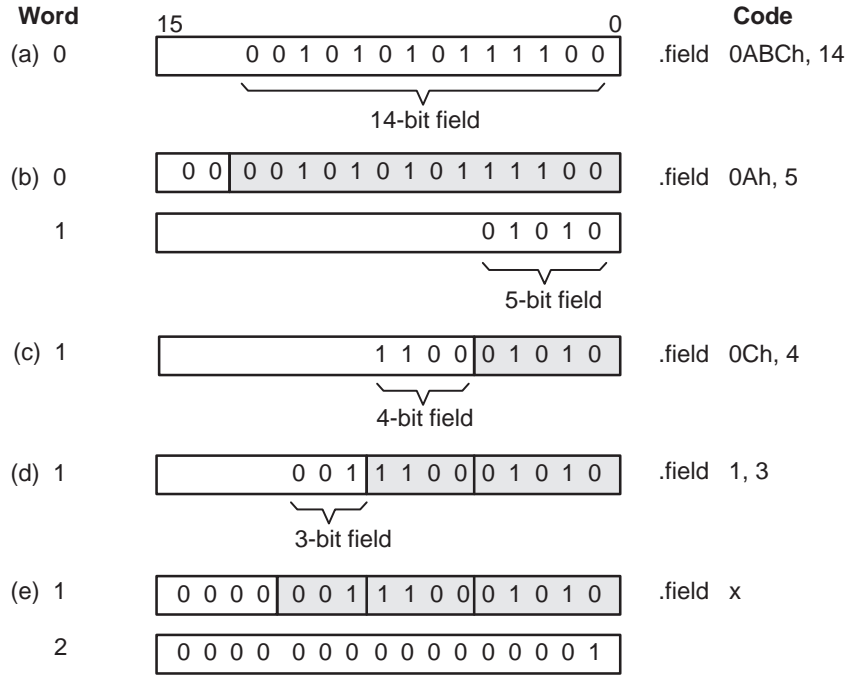 Word Code
15 0
(a) 0 0 0 1 0 1 0 1 0 1 1 1 1 0 0 .field 0ABCh, 14
14-bit field
(b) 0 0 0 0 0 1 0 1 0 1 0 1 1 1 1 0 0 .field 0Ah, 5
1 0 1 0 1 0
5-bit field
(c) 1 1 1 0 0 0 1 0 1 0 .field 0Ch, 4
4-bit field
(d) 1 0 0 1 1 1 0 0 0 1 0 1 0 .field 1, 3
3-bit field
(e) 1 0 0 0 0 0 0 1 1 1 0 0 0 1 0 1 0 .field x
2 0 0 0 0 0 0 0 0 0 0 0 0 0 0 0 1